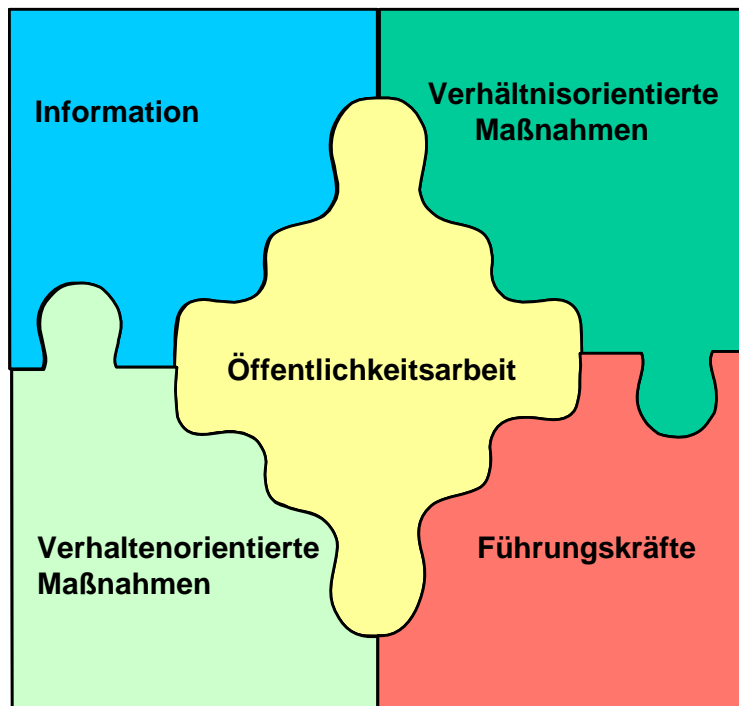 Information
Verhältnisorientierte
Maßnahmen
Öffentlichkeitsarbeit
Verhaltenorientierte
Maßnahmen
Führungskräfte